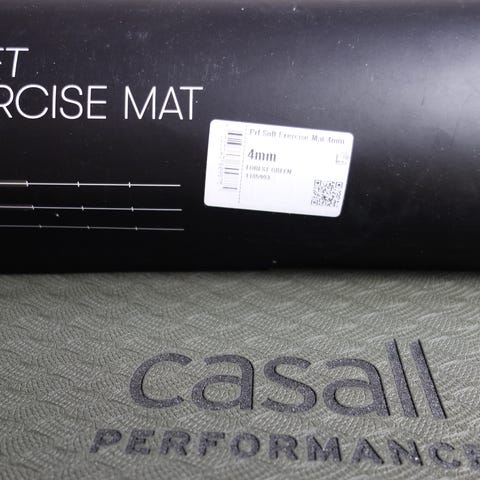 FT
RCISE MAT
Prf Soft Exercise Mat 4mm
4mm
FOREST GREEN
casall
PERFORMANCE